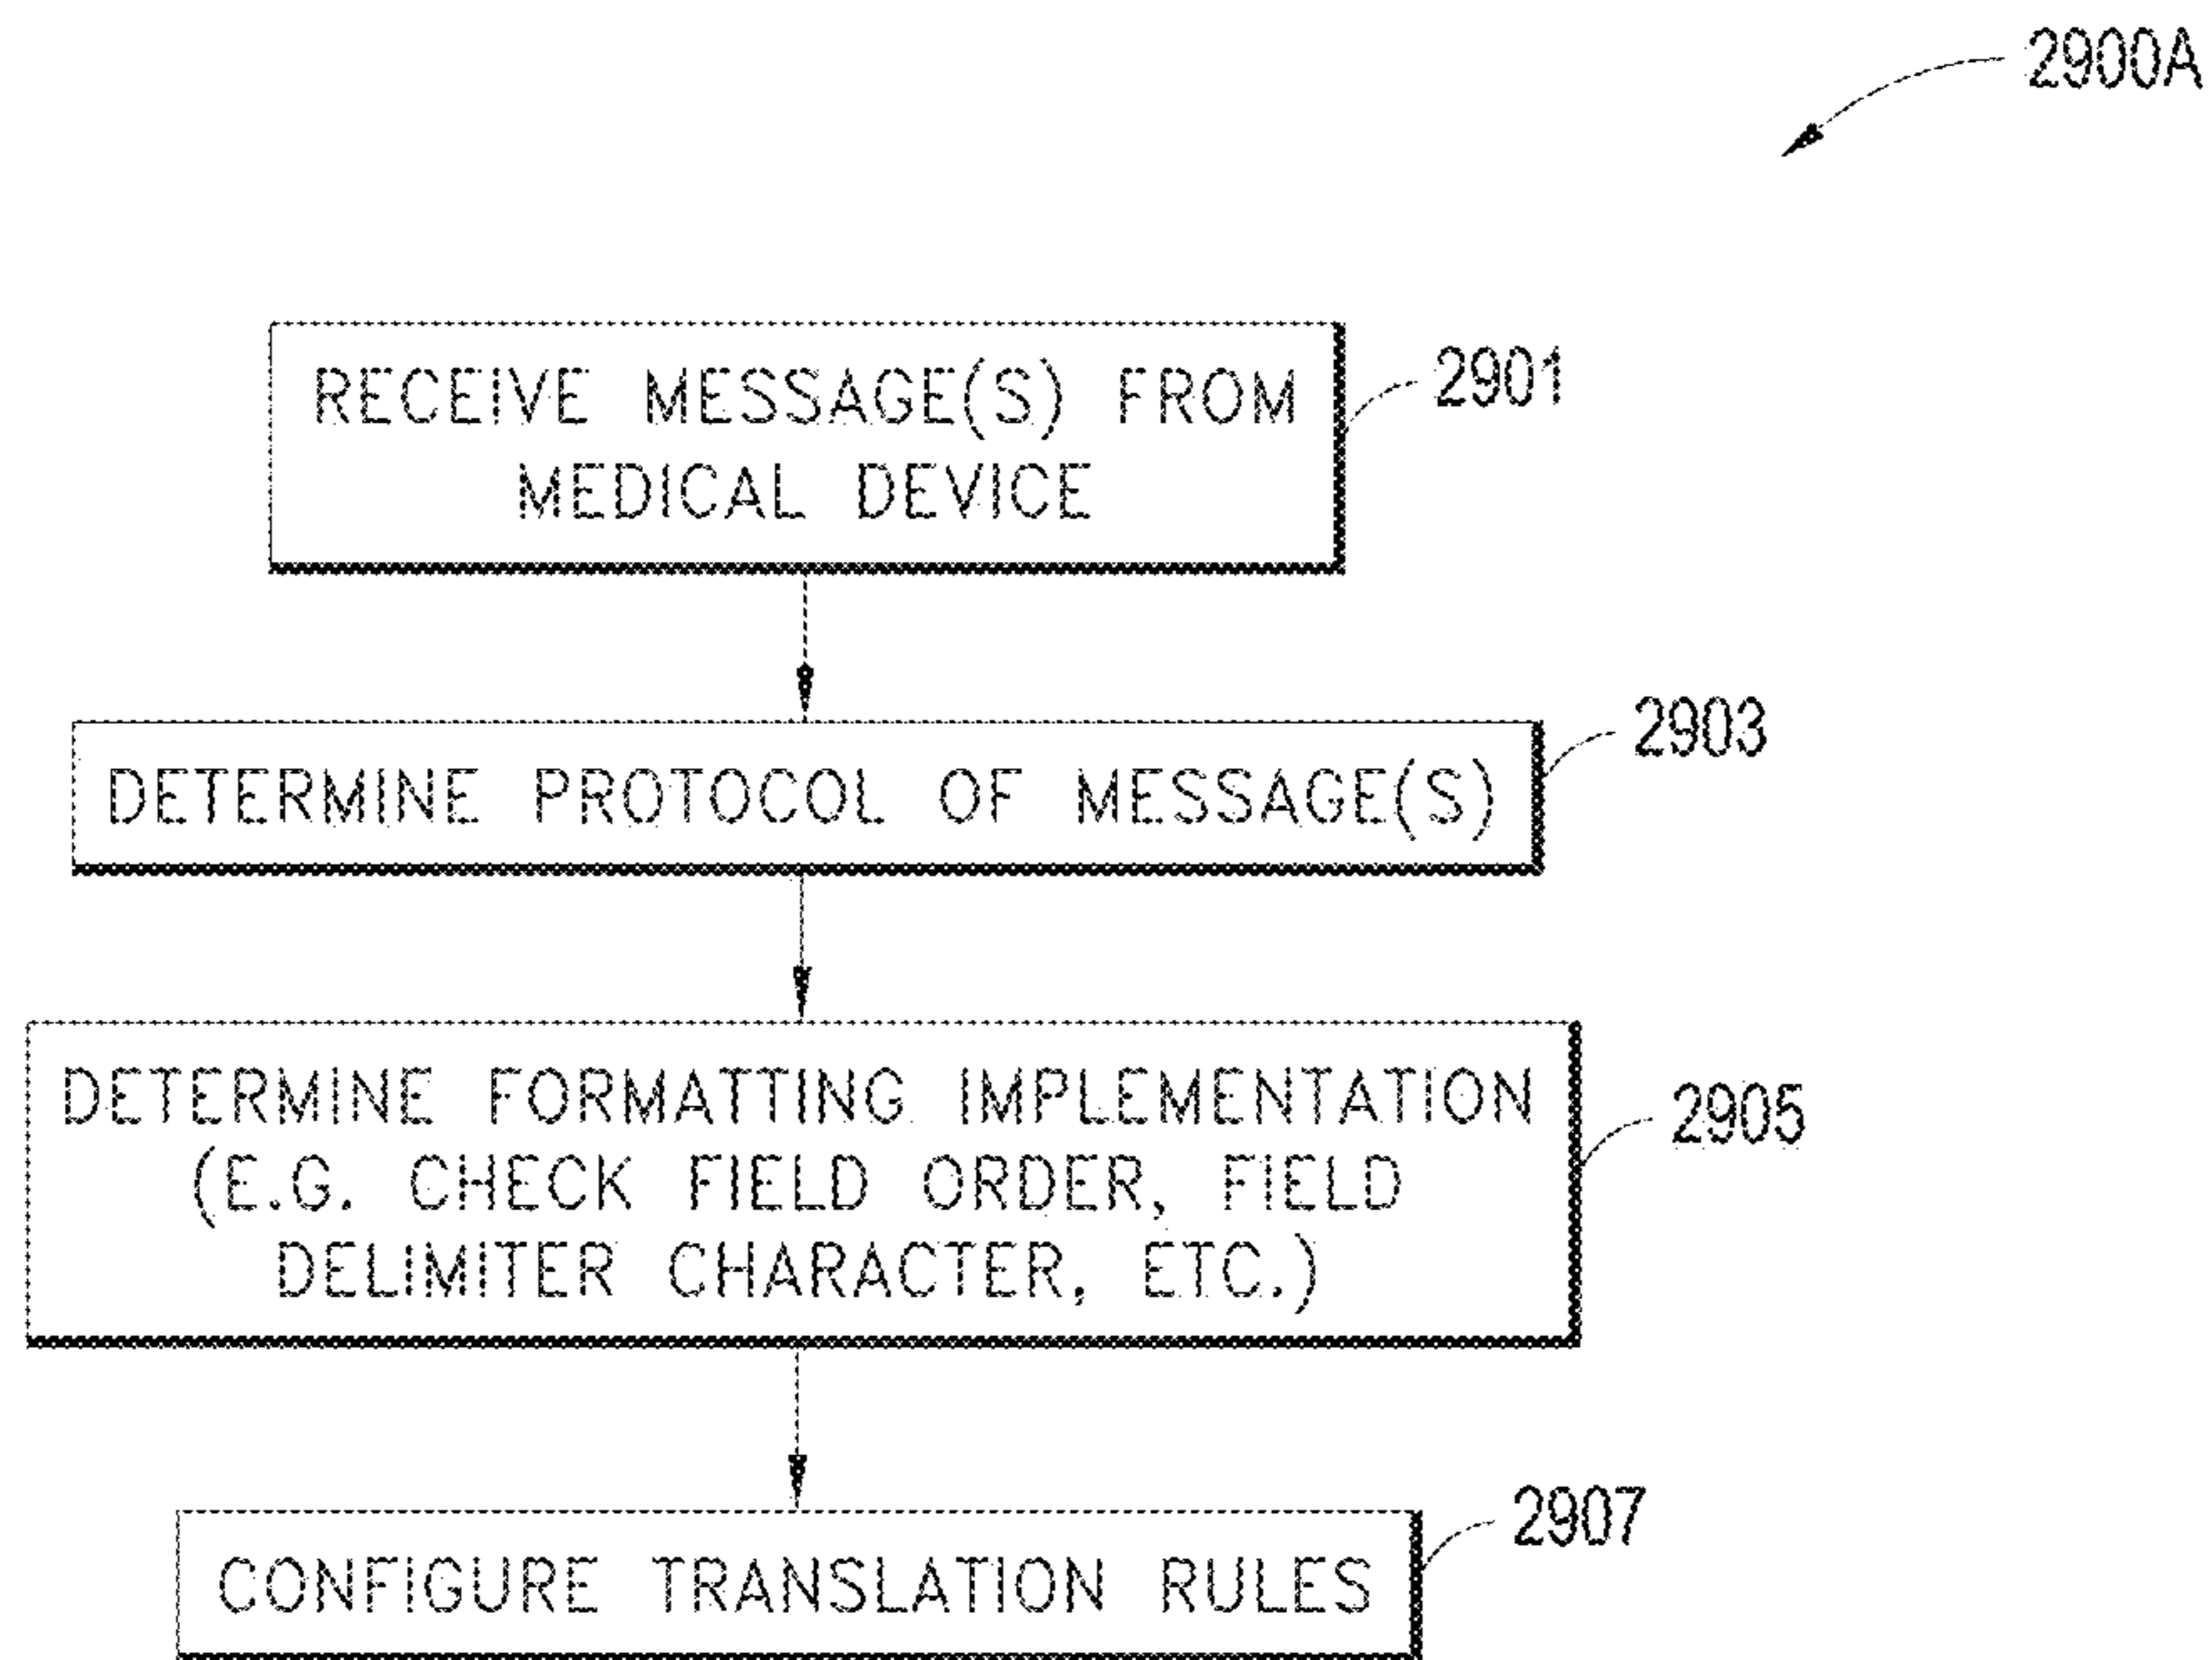 2900A
RECEIVE MESSAGE(S) FROM
MEDICAL DEVICE
2901
DETERMINE PROTOCOL OF MESSAGE(S)
2903
DETERMINE FORMATTING IMPLEMENTATION
(E.G. CHECK FIELD ORDER, FIELD
DELIMITER CHARACTER, ETC.)
2905
CONFIGURE TRANSLATION RULES
2907